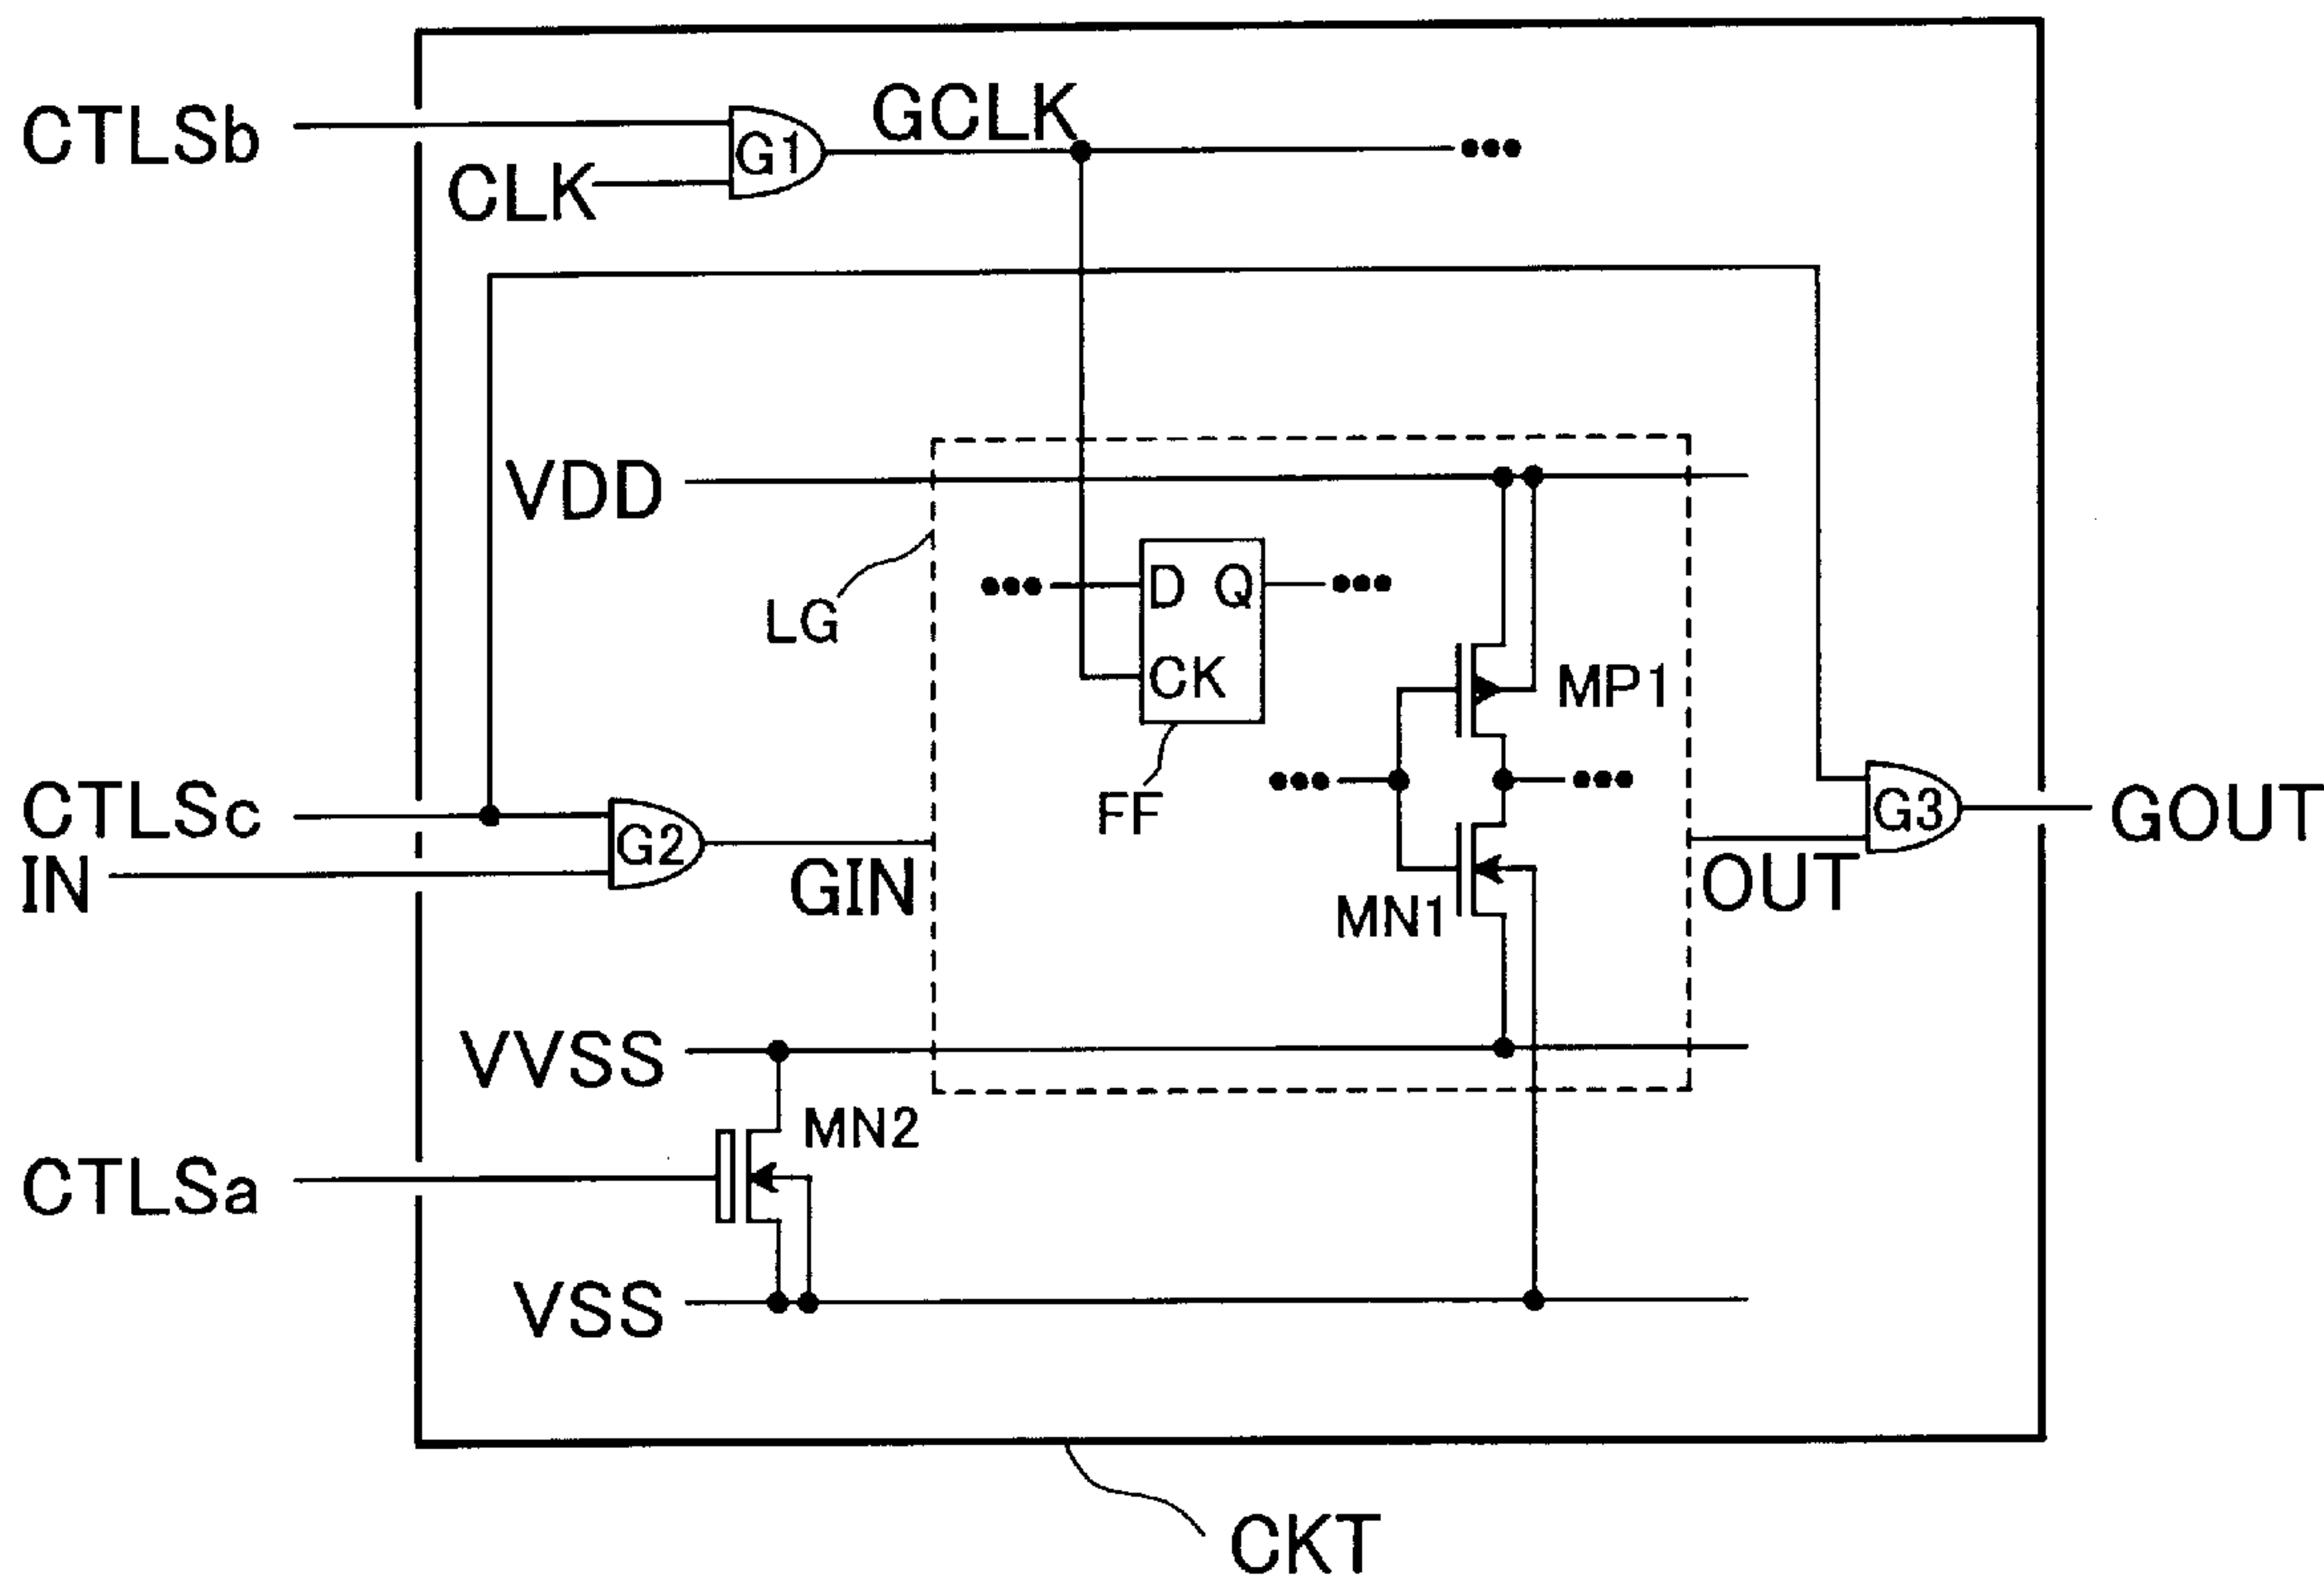 CTLSb
CLK
G1
GCLK
VDD
LG
D Q
CK
FF
MP1
MN1
CTLSc
IN
G2
GIN
OUT
G3
GOUT
VVSS
MN2
CTLSa
VSS
CKT